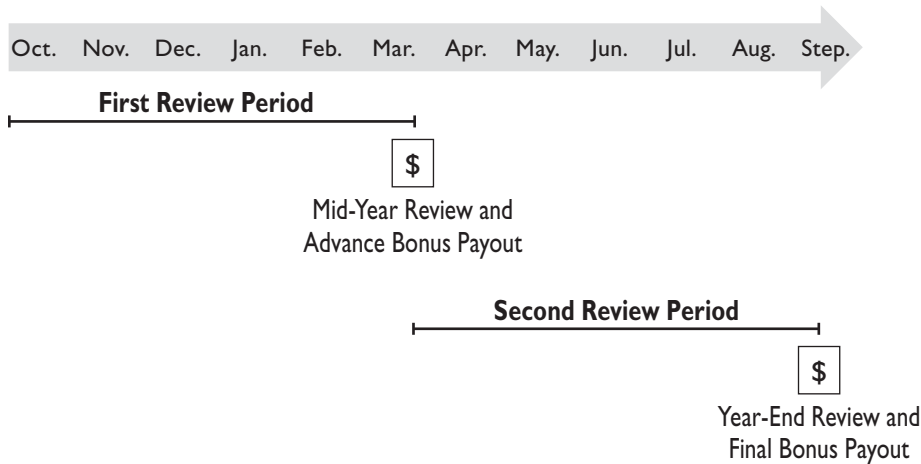 Oct. Nov. Dec. Jan. Feb. Mar. Apr. May. Jun. Jul. Aug. Step.
First Review Period
$
Mid-Year Review and
Advance Bonus Payout
Second Review Period
$
Year-End Review and
Final Bonus Payout